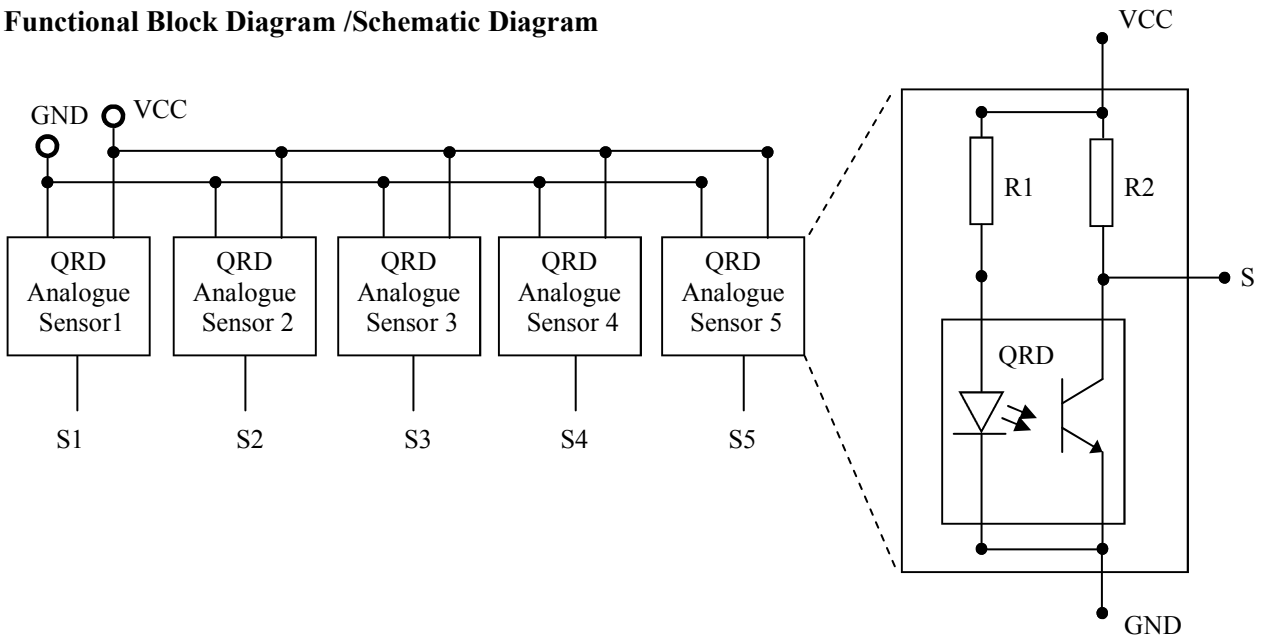 Functional Block Diagram /Schematic Diagram
VCC
GND
VCC
R1
R2
QRD
Analogue
Sensor1
QRD
Analogue
Sensor 2
QRD
Analogue
Sensor 3
QRD
Analogue
Sensor 4
QRD
Analogue
Sensor 5
S
QRD
S1
S2
S3
S4
S5
GND